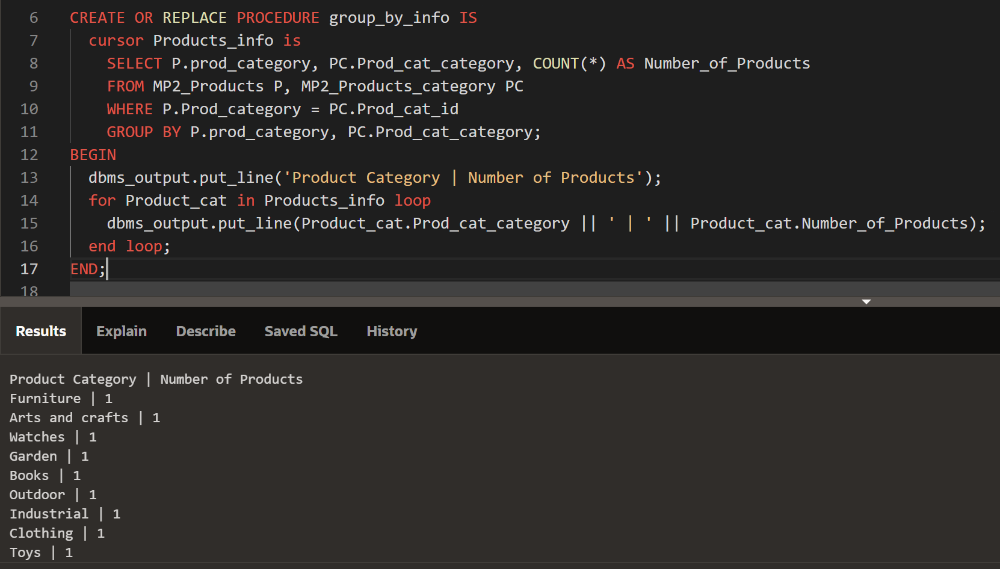 6 CREATE OR REPLACE PROCEDURE group_by_info IS
7 cursor Products_info is
8 SELECT P.prod_category, PC.Prod_cat_category, COUNT(*) AS Number_of_Products
9 FROM MP2_Products P, MP2_Products_category PC
10 WHERE P.Prod_category = PC.Prod_cat_id
11 GROUP BY P.prod_category, PC.Prod_cat_category;
12 BEGIN
13 dbms_output.put_line('Product Category | Number of Products');
14 for Product_cat in Products_info loop
15 dbms_output.put_line(Product_cat.Prod_cat_category || ' | ' || Product_cat.Number_of_Products);
16 end loop;
17 END;
18
Results Explain Describe Saved SQL History
Product Category | Number of Products
Furniture | 1
Arts and crafts | 1
Watches | 1
Garden | 1
Books | 1
Outdoor | 1
Industrial | 1
Clothing | 1
Toys | 1